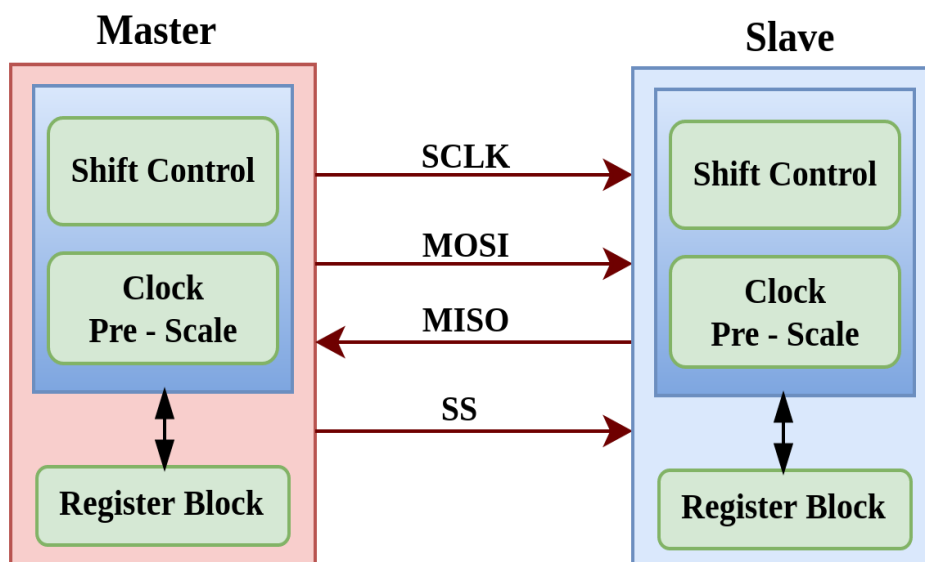 Master
Slave
Shift Control
Clock
Pre - Scale
Register Block
SCLK
MOSI
MISO
SS
Shift Control
Clock
Pre - Scale
Register Block